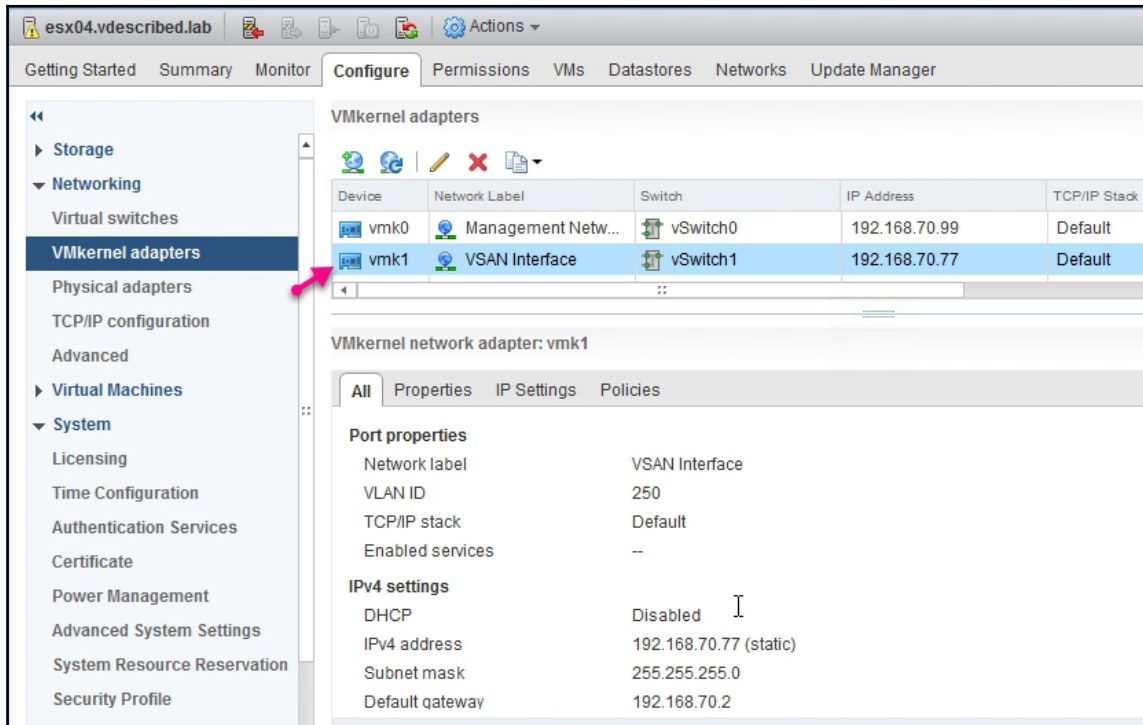 esx04.vdescribed.lab Actions
Getting Started Summary Monitor Configure Permissions VMs Datastores Networks Update Manager
Storage
Networking
Virtual switches
VMkernel adapters
Physical adapters
TCP/IP configuration
Advanced
Virtual Machines
System
Licensing
Time Configuration
Authentication Services
Certificate
Power Management
Advanced System Settings
System Resource Reservation
Security Profile
VMkernel adapters
Device Network Label Switch IP Address TCP/IP Stack
vmk0 Management Netw... vSwitch0 192.168.70.99 Default
vmk1 VSAN Interface vSwitch1 192.168.70.77 Default
VMkernel network adapter: vmk1
All Properties IP Settings Policies
Port properties
Network label VSAN Interface
VLAN ID 250
TCP/IP stack Default
Enabled services --
IPv4 settings
DHCP Disabled
IPv4 address 192.168.70.77 (static)
Subnet mask 255.255.255.0
Default gateway 192.168.70.2